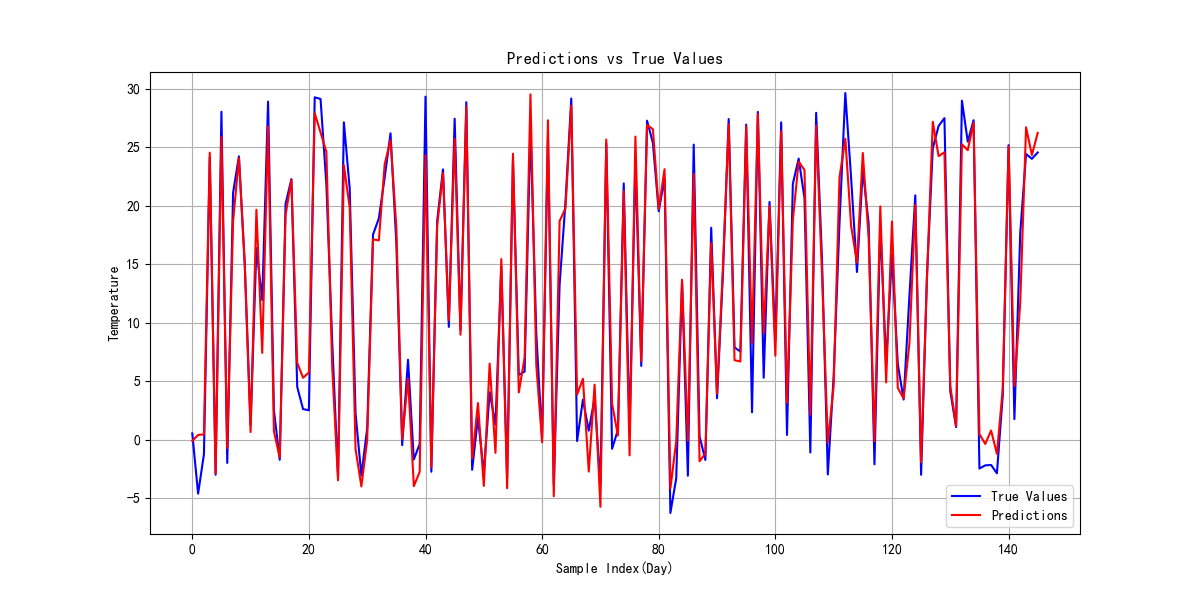 Predictions vs True Values
30
25
20
15
10
5
0
−5
Temperature
0 20 40 60 80 100 120 140
Sample Index(Day)
True Values
Predictions